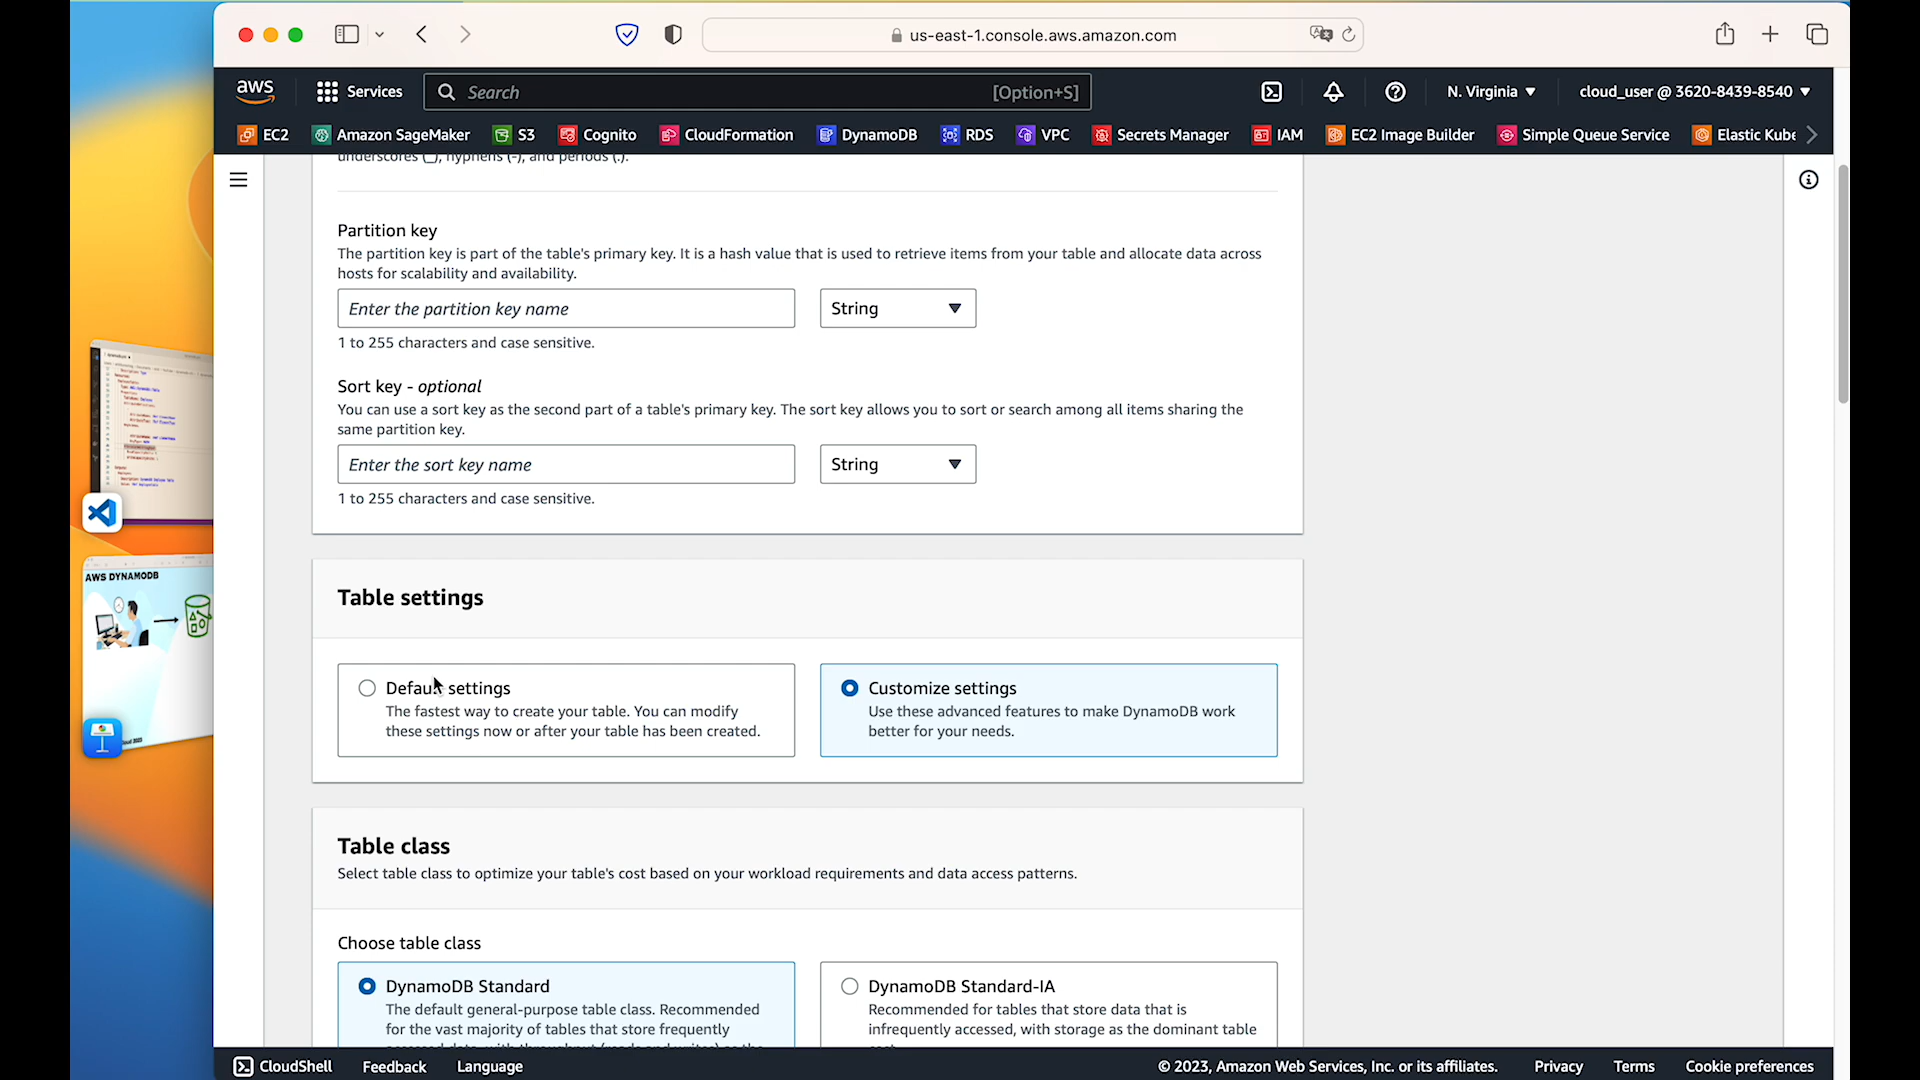 us-east-1.console.aws.amazon.com
aws
Services
Search
[Option+S]
N. Virginia ▼
cloud_user @ 3620-8439-8540 ▼
EC2
Amazon SageMaker
S3
Cognito
CloudFormation
DynamoDB
RDS
VPC
Secrets Manager
IAM
EC2 Image Builder
Simple Queue Service
Elastic Kube
underscores (_), hyphens (-), and periods (.).
Partition key
The partition key is part of the table's primary key. It is a hash value that is used to retrieve items from your table and allocate data across
hosts for scalability and availability.
Enter the partition key name
String
1 to 255 characters and case sensitive.
Sort key - optional
You can use a sort key as the second part of a table's primary key. The sort key allows you to sort or search among all items sharing the
same partition key.
Enter the sort key name
String
1 to 255 characters and case sensitive.
AWS DYNAMODB
Table settings
Default settings
The fastest way to create your table. You can modify
these settings now or after your table has been created.
Customize settings
Use these advanced features to make DynamoDB work
better for your needs.
Table class
Select table class to optimize your table's cost based on your workload requirements and data access patterns.
Choose table class
DynamoDB Standard
The default general-purpose table class. Recommended
for the vast majority of tables that store frequently
DynamoDB Standard-IA
Recommended for tables that store data that is
infrequently accessed, with storage as the dominant table
CloudShell
Feedback
Language
© 2023, Amazon Web Services, Inc. or its affiliates.
Privacy
Terms
Cookie preferences